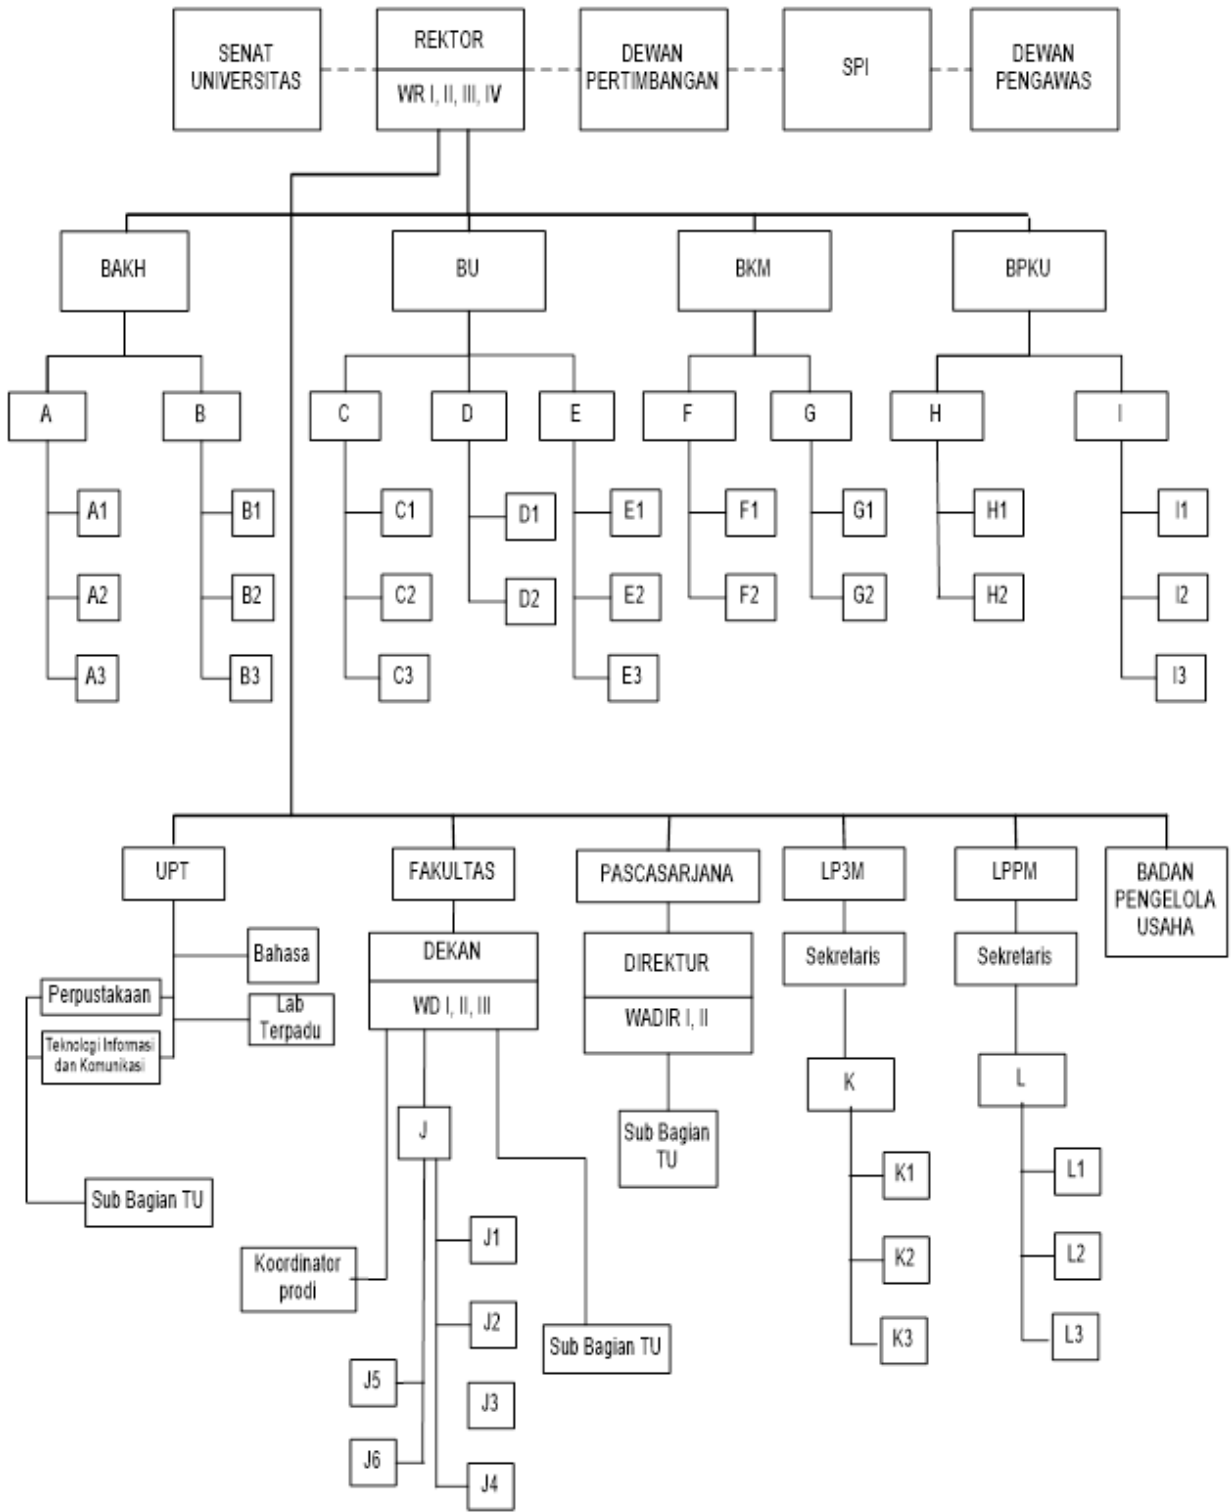 SENAT
UNIVERSITAS
REKTOR
WR I, II, III, IV
DEWAN
PERTIMBANGAN
SPI
DEWAN
PENGAWAS
BAKH
BU
BKM
BPKU
A
B
C
D
E
F
G
H
I
A1
B1
C1
D1
E1
F1
G1
H1
I1
A2
B2
C2
D2
E2
F2
G2
H2
I2
A3
B3
C3
E3
I3
UPT
FAKULTAS
PASCASARJANA
LP3M
LPPM
BADAN
PENGELOLA
USAHA
Bahasa
Perpustakaan
Lab
Terpadu
Teknologi Informasi
dan Komunikasi
Sub Bagian TU
DEKAN
WD I, II, III
DIREKTUR
WADIR I, II
Sekretaris
Sekretaris
J
Sub Bagian
TU
K
L
Koordinator
prodi
J1
J2
J3
J4
J5
J6
Sub Bagian TU
K1
K2
K3
L1
L2
L3